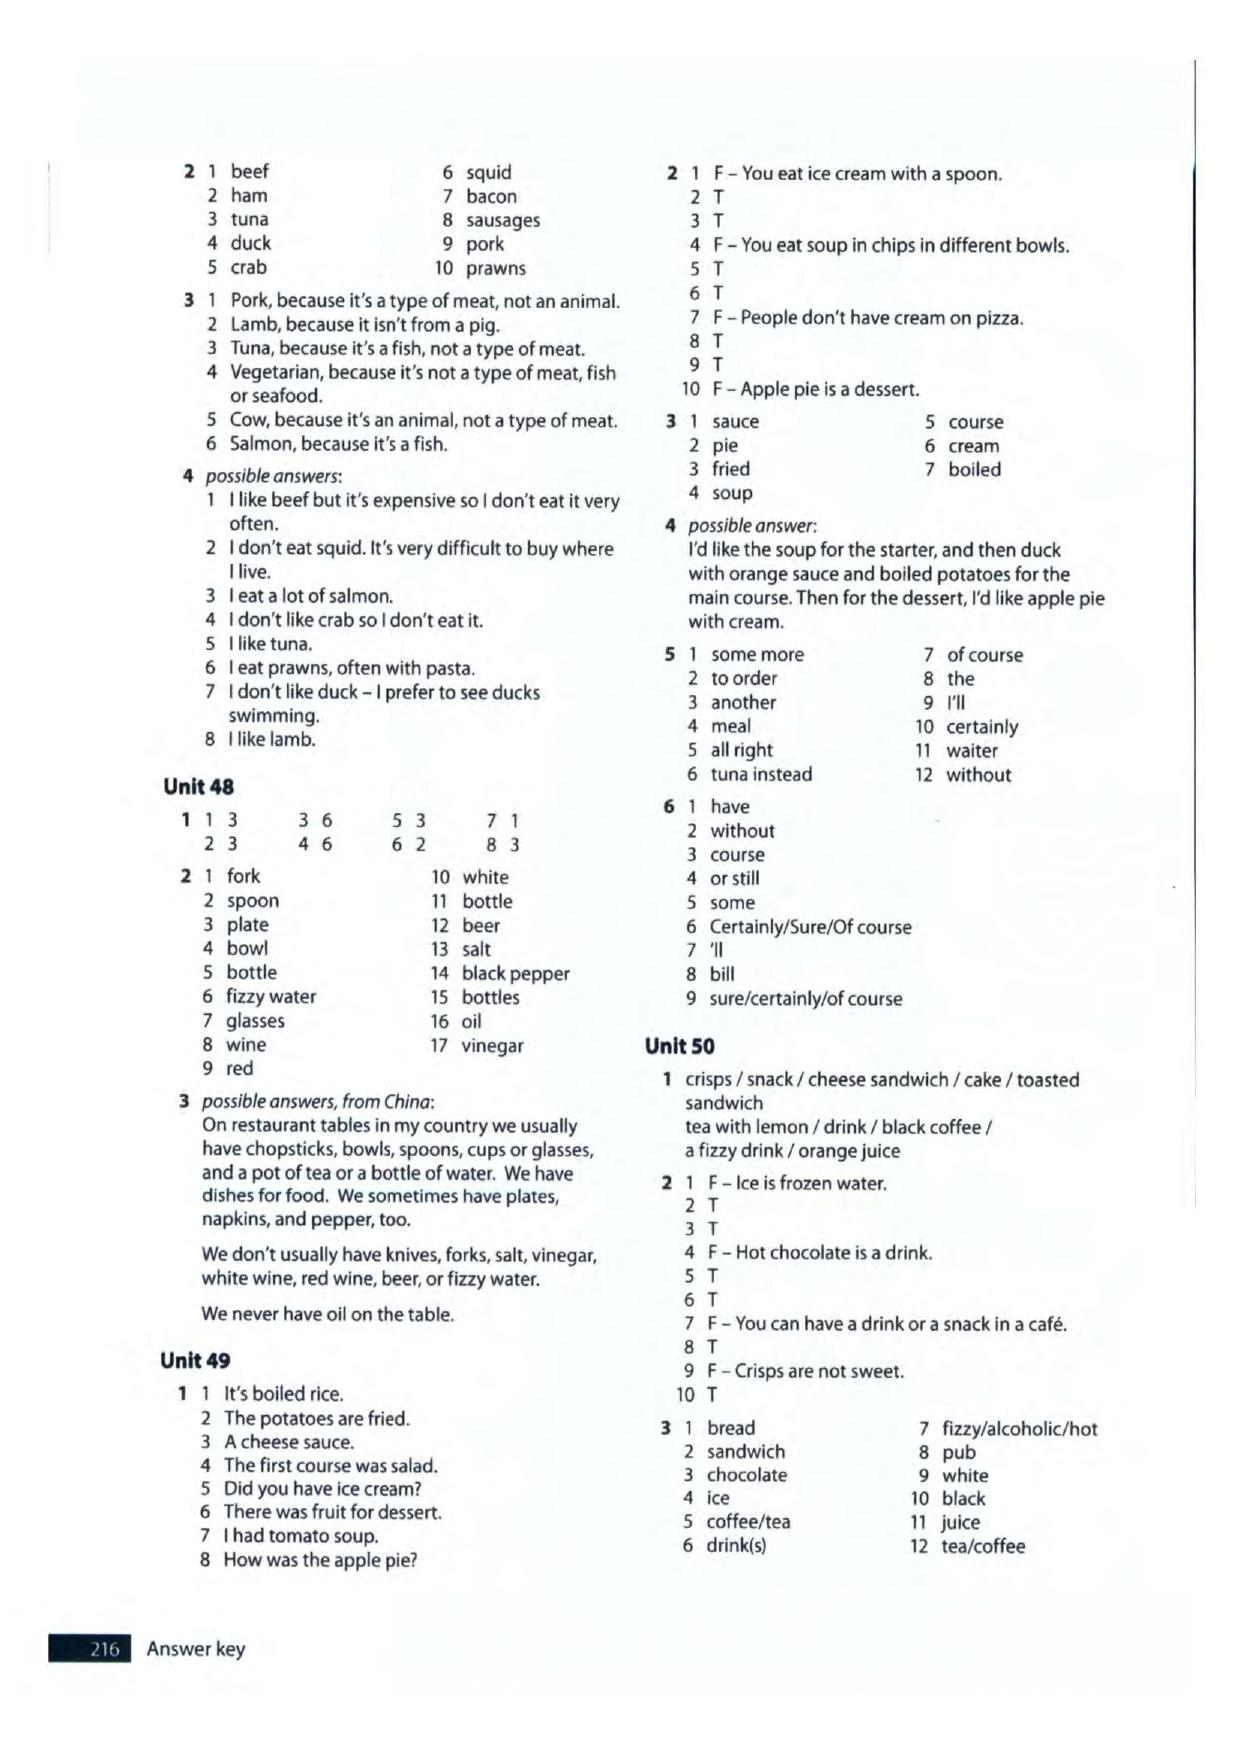 2 1 beef 6 squid
2 ham 7 bacon
3 tuna 8 sausages
4 duck 9 pork
5 crab 10 prawns
3 1 Pork, because it's a type of meat, not an animal.
2 Lamb, because it isn't from a pig.
3 Tuna, because it's a fish, not a type of meat.
4 Vegetarian, because it's not a type of meat, fish
or seafood.
5 Cow, because it's an animal, not a type of meat.
6 Salmon, because it's a fish.
4 possible answers:
1 I like beef but it's expensive so I don't eat it very
often.
2 I don't eat squid. It's very difficult to buy where
I live.
3 I eat a lot of salmon.
4 I don't like crab so I don't eat it.
5 I like tuna.
6 I eat prawns, often with pasta.
7 I don't like duck – I prefer to see ducks
swimming.
8 I like lamb.
Unit 48
1 1 3 3 6 5 3 7 1
2 3 4 6 6 2 8 3
2 1 fork 10 white
2 spoon 11 bottle
3 plate 12 beer
4 bowl 13 salt
5 bottle 14 black pepper
6 fizzy water 15 bottles
7 glasses 16 oil
8 wine 17 vinegar
9 red
3 possible answers, from China:
On restaurant tables in my country we usually
have chopsticks, bowls, spoons, cups or glasses,
and a pot of tea or a bottle of water. We have
dishes for food. We sometimes have plates,
napkins, and pepper, too.
We don't usually have knives, forks, salt, vinegar,
white wine, red wine, beer, or fizzy water.
We never have oil on the table.
Unit 49
1 1 It's boiled rice.
2 The potatoes are fried.
3 A cheese sauce.
4 The first course was salad.
5 Did you have ice cream?
6 There was fruit for dessert.
7 I had tomato soup.
8 How was the apple pie?
2 1 F – You eat ice cream with a spoon.
2 T
3 T
4 F – You eat soup in chips in different bowls.
5 T
6 T
7 F – People don't have cream on pizza.
8 T
9 T
10 F – Apple pie is a dessert.
3 1 sauce 5 course
2 pie 6 cream
3 fried 7 boiled
4 soup
4 possible answer:
I'd like the soup for the starter, and then duck
with orange sauce and boiled potatoes for the
main course. Then for the dessert, I'd like apple pie
with cream.
5 1 some more 7 of course
2 to order 8 the
3 another 9 I'll
4 meal 10 certainly
5 all right 11 waiter
6 tuna instead 12 without
6 1 have
2 without
3 course
4 or still
5 some
6 Certainly/Sure/Of course
7 'll
8 bill
9 sure/certainly/of course
Unit 50
1 crisps / snack / cheese sandwich / cake / toasted
sandwich
tea with lemon / drink / black coffee /
a fizzy drink / orange juice
2 1 F – Ice is frozen water.
2 T
3 T
4 F – Hot chocolate is a drink.
5 T
6 T
7 F – You can have a drink or a snack in a café.
8 T
9 F – Crisps are not sweet.
10 T
3 1 bread 7 fizzy/alcoholic/hot
2 sandwich 8 pub
3 chocolate 9 white
4 ice 10 black
5 coffee/tea 11 juice
6 drink(s) 12 tea/coffee
216 Answer key